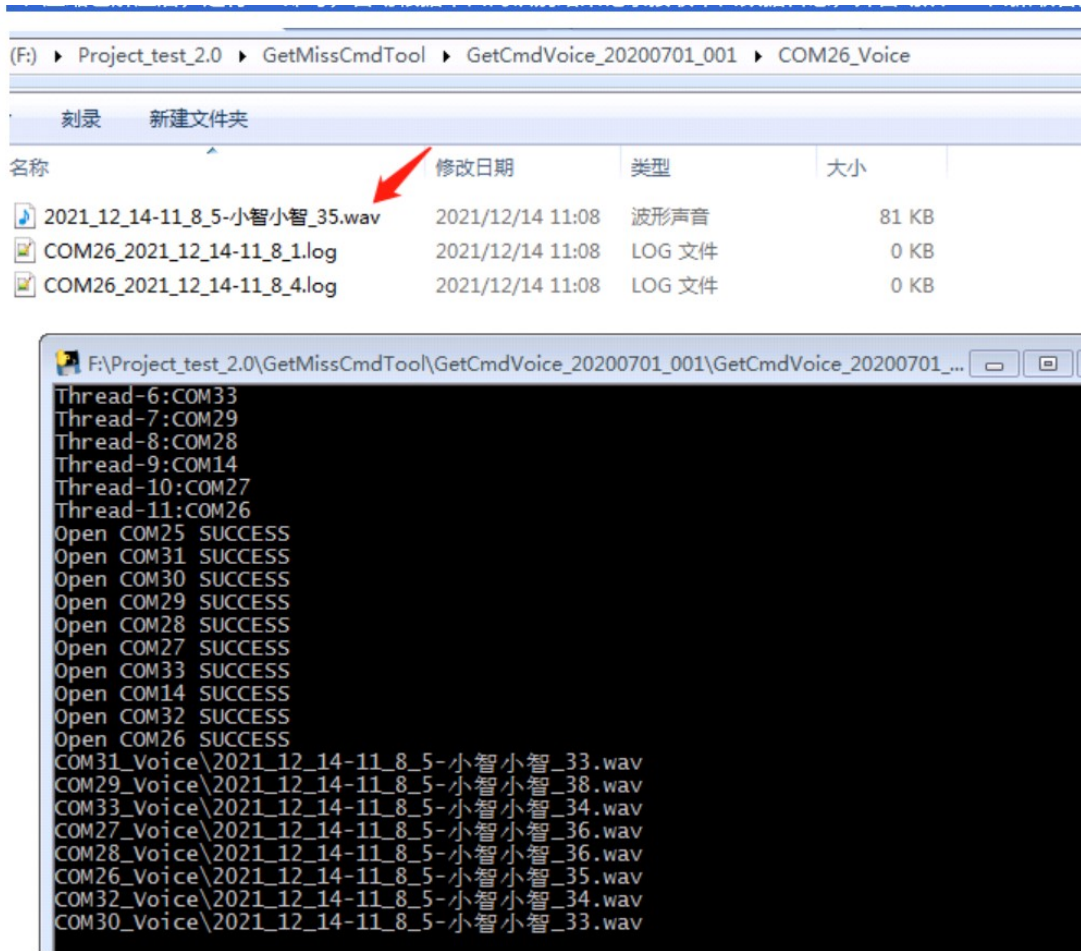 (F:) ▸ Project_test_2.0 ▸ GetMissCmdTool ▸ GetCmdVoice_20200701_001 ▸ COM26_Voice
刻录 新建文件夹
名称 修改日期 类型 大小
2021_12_14-11_8_5-小智小智_35.wav 2021/12/14 11:08 波形声音 81 KB
COM26_2021_12_14-11_8_1.log 2021/12/14 11:08 LOG 文件 0 KB
COM26_2021_12_14-11_8_4.log 2021/12/14 11:08 LOG 文件 0 KB
F:\Project_test_2.0\GetMissCmdTool\GetCmdVoice_20200701_001\GetCmdVoice_20200701_...
Thread-6:COM33
Thread-7:COM29
Thread-8:COM28
Thread-9:COM14
Thread-10:COM27
Thread-11:COM26
Open COM25 SUCCESS
Open COM31 SUCCESS
Open COM30 SUCCESS
Open COM29 SUCCESS
Open COM28 SUCCESS
Open COM27 SUCCESS
Open COM33 SUCCESS
Open COM14 SUCCESS
Open COM32 SUCCESS
Open COM26 SUCCESS
COM31_Voice\2021_12_14-11_8_5-小智小智_33.wav
COM29_Voice\2021_12_14-11_8_5-小智小智_38.wav
COM33_Voice\2021_12_14-11_8_5-小智小智_34.wav
COM27_Voice\2021_12_14-11_8_5-小智小智_36.wav
COM28_Voice\2021_12_14-11_8_5-小智小智_36.wav
COM26_Voice\2021_12_14-11_8_5-小智小智_35.wav
COM32_Voice\2021_12_14-11_8_5-小智小智_34.wav
COM30_Voice\2021_12_14-11_8_5-小智小智_33.wav